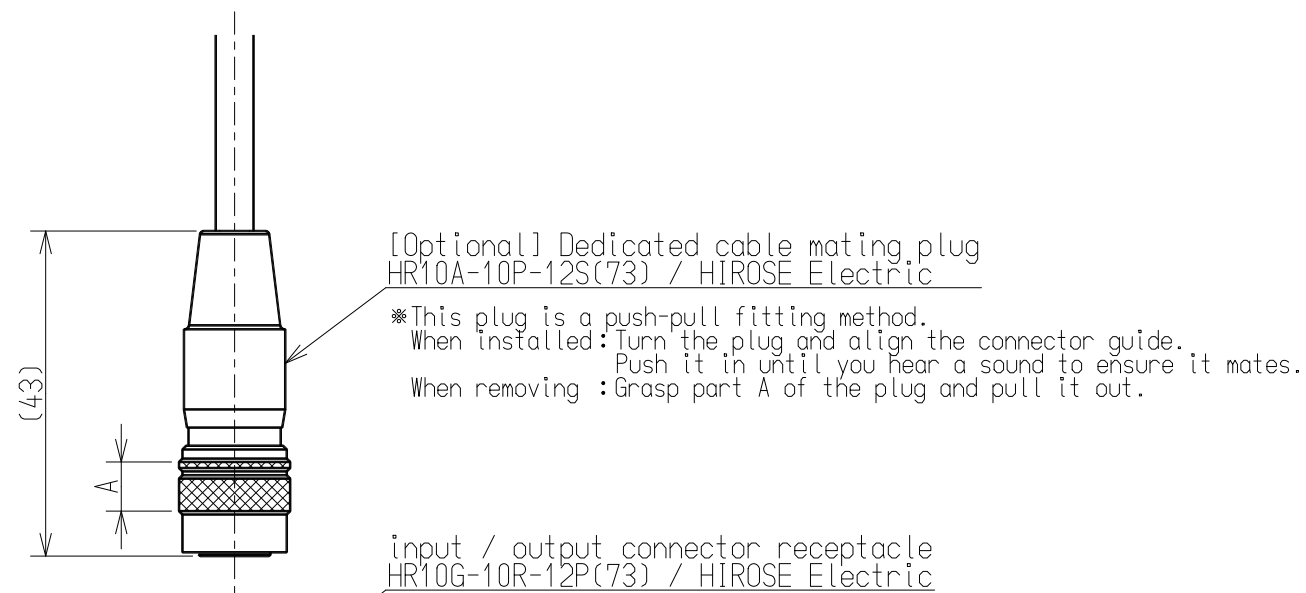 [Optional] Dedicated cable mating plug
HR10A-10P-12S(73) / HIROSE Electric
※This plug is a push-pull fitting method.
When installed:Turn the plug and align the connector guide.
Push it in until you hear a sound to ensure it mates.
When removing :Grasp part A of the plug and pull it out.
(43)
A
input / output connector receptacle
HR10G-10R-12P(73) / HIROSE Electric